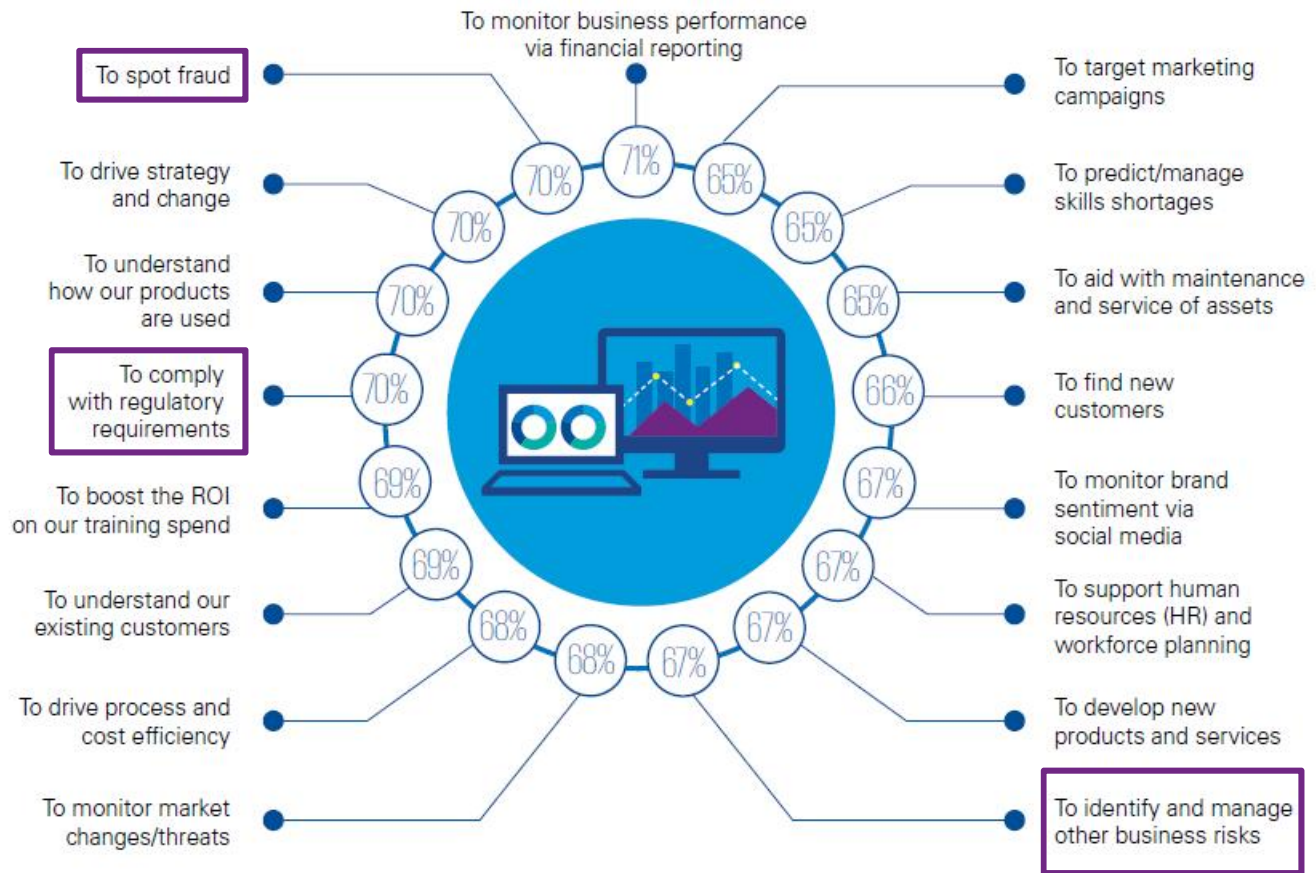 To monitor business performance
via financial reporting
To spot fraud
To drive strategy
and change
To understand
how our products
are used
To comply
with regulatory
requirements
To boost the ROI
on our training spend
To understand our
existing customers
To drive process and
cost efficiency
To monitor market
changes/threats
71%
70%
70%
70%
70%
69%
69%
68%
68%
67%
67%
67%
67%
66%
65%
65%
65%
To target marketing
campaigns
To predict/manage
skills shortages
To aid with maintenance
and service of assets
To find new
customers
To monitor brand
sentiment via
social media
To support human
resources (HR) and
workforce planning
To develop new
products and services
To identify and manage
other business risks